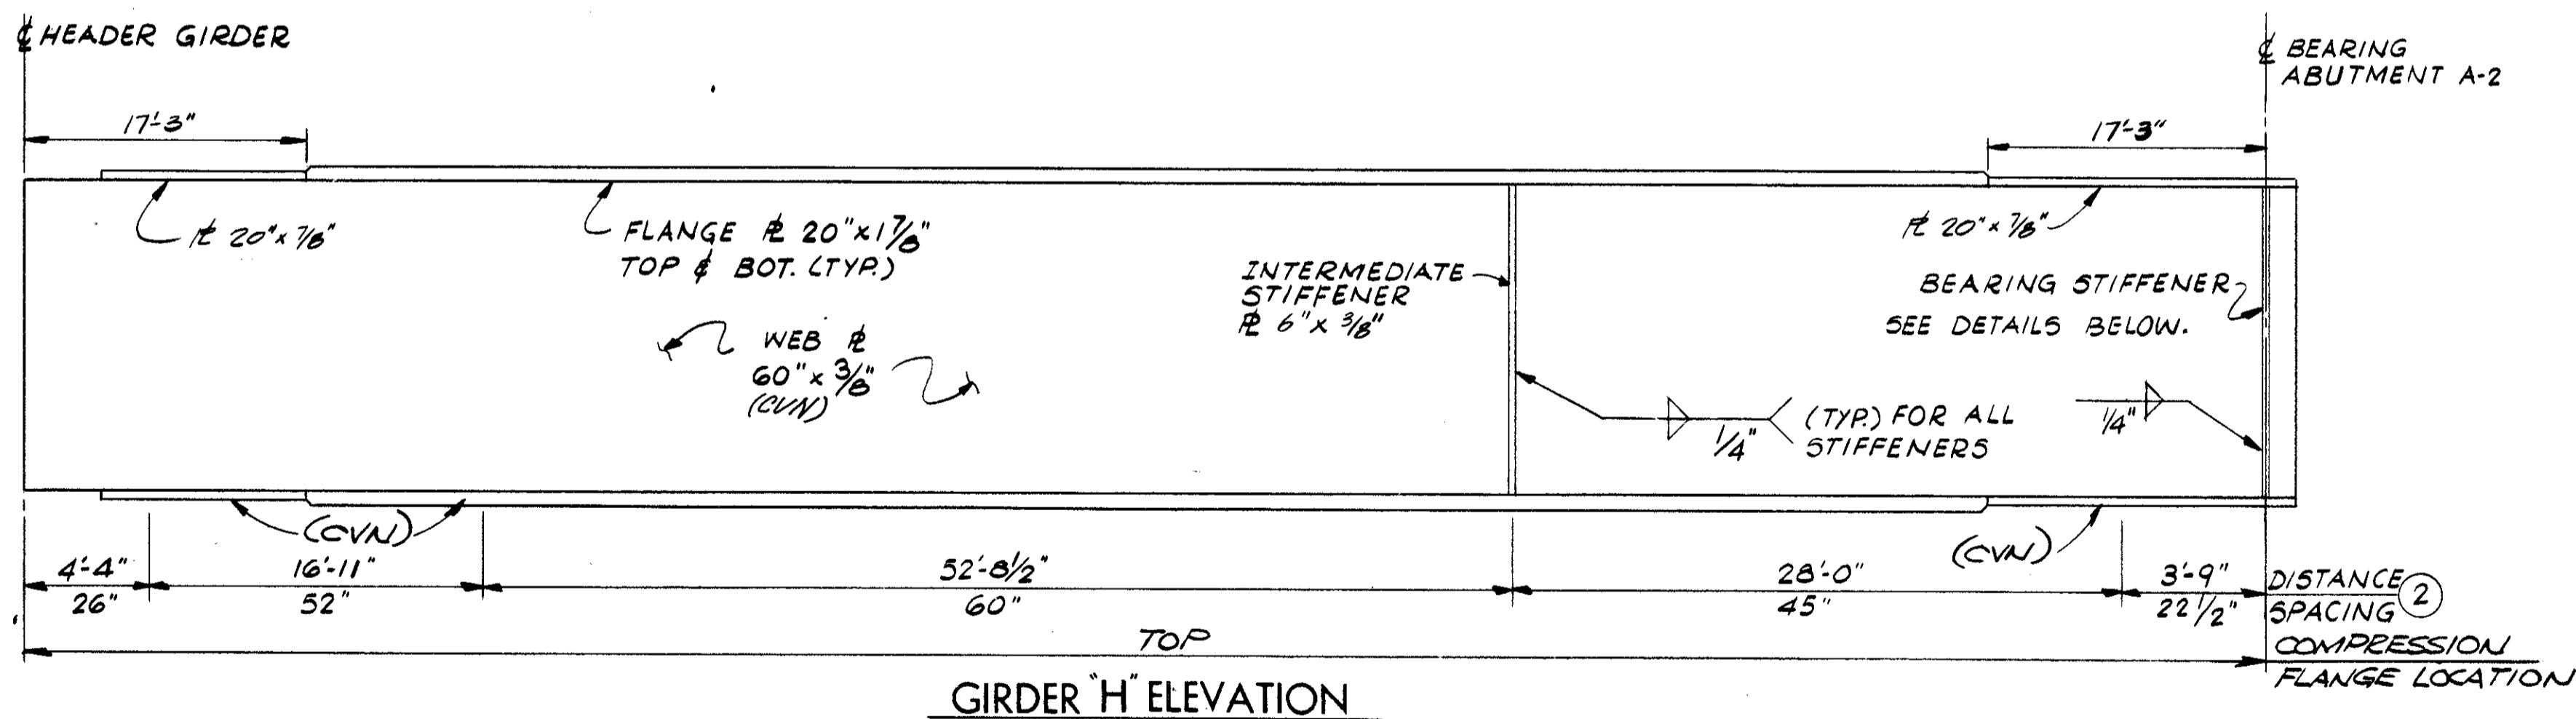 ℄ HEADER GIRDER
℄ BEARING
ABUTMENT A-2
17'-3"
17'-3"
℄ 20" x 7/8"
FLANGE ℄ 20" x 1 7/8"
TOP & BOT. (TYP.)
INTERMEDIATE
STIFFENER
℄ 6" x 3/8"
℄ 20" x 7/8"
BEARING STIFFENER
SEE DETAILS BELOW.
WEB ℄
60" x 3/8"
(CVN)
1/4"
(TYP.) FOR ALL
STIFFENERS
1/4"
(CVN)
(CVN)
4'-4" 16'-11" 52'-8 1/2" 28'-0" 3'-9" DISTANCE
26" 52" 60" 45" 22 1/2" SPACING 2
TOP
COMPRESSION
FLANGE LOCATION
GIRDER "H" ELEVATION